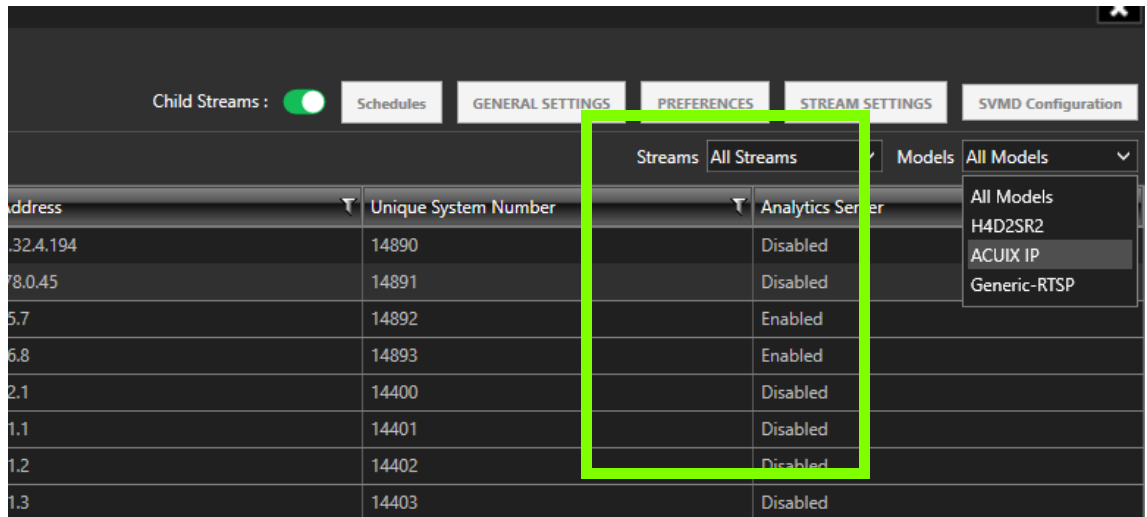 Child Streams : Schedules GENERAL SETTINGS PREFERENCES STREAM SETTINGS SVMD Configuration
Streams All Streams Models All Models
Address Unique System Number Analytics Server
All Models
H4D2SR2
ACUIX IP
Generic-RTSP
.32.4.194 14890 Disabled
78.0.45 14891 Disabled
5.7 14892 Enabled
6.8 14893 Enabled
2.1 14400 Disabled
1.1 14401 Disabled
1.2 14402 Disabled
1.3 14403 Disabled